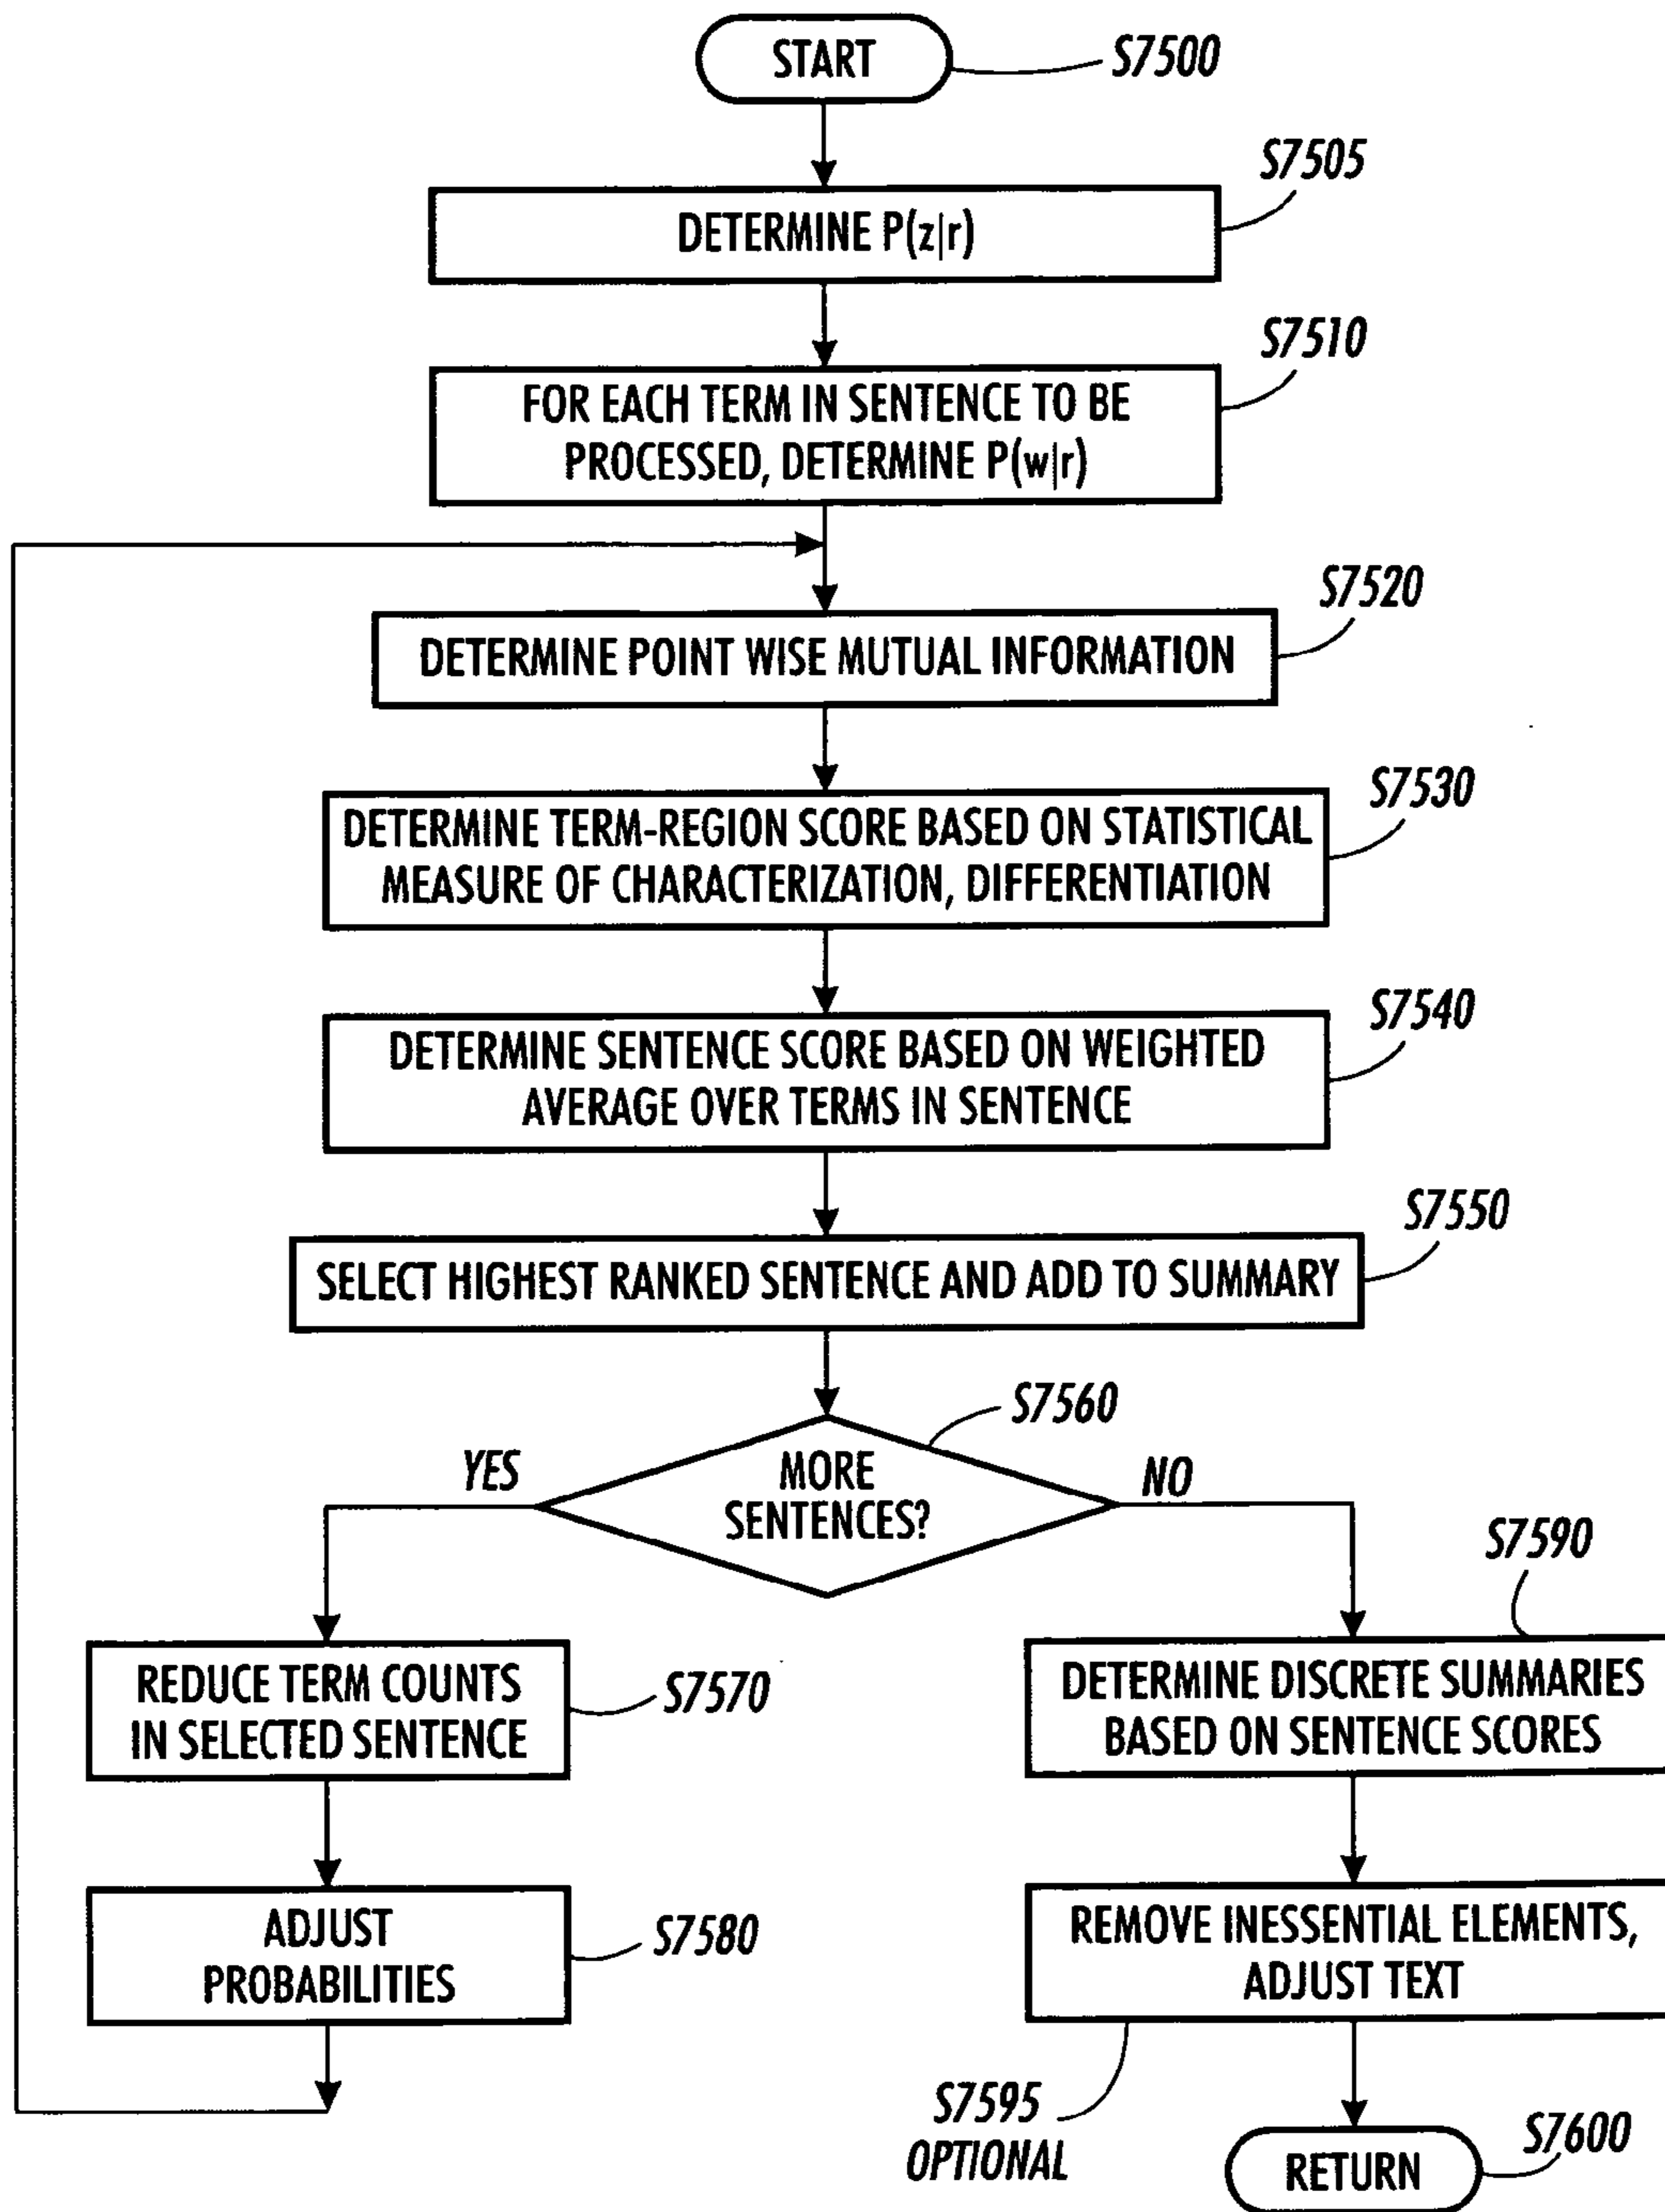 START
S7500
S7505
DETERMINE P(z|r)
S7510
FOR EACH TERM IN SENTENCE TO BE
PROCESSED, DETERMINE P(w|r)
S7520
DETERMINE POINT WISE MUTUAL INFORMATION
S7530
DETERMINE TERM-REGION SCORE BASED ON STATISTICAL
MEASURE OF CHARACTERIZATION, DIFFERENTIATION
S7540
DETERMINE SENTENCE SCORE BASED ON WEIGHTED
AVERAGE OVER TERMS IN SENTENCE
S7550
SELECT HIGHEST RANKED SENTENCE AND ADD TO SUMMARY
S7560
YES
MORE
SENTENCES?
NO
REDUCE TERM COUNTS
IN SELECTED SENTENCE
S7570
ADJUST
PROBABILITIES
S7580
S7590
DETERMINE DISCRETE SUMMARIES
BASED ON SENTENCE SCORES
REMOVE INESSENTIAL ELEMENTS,
ADJUST TEXT
S7595
OPTIONAL
RETURN
S7600